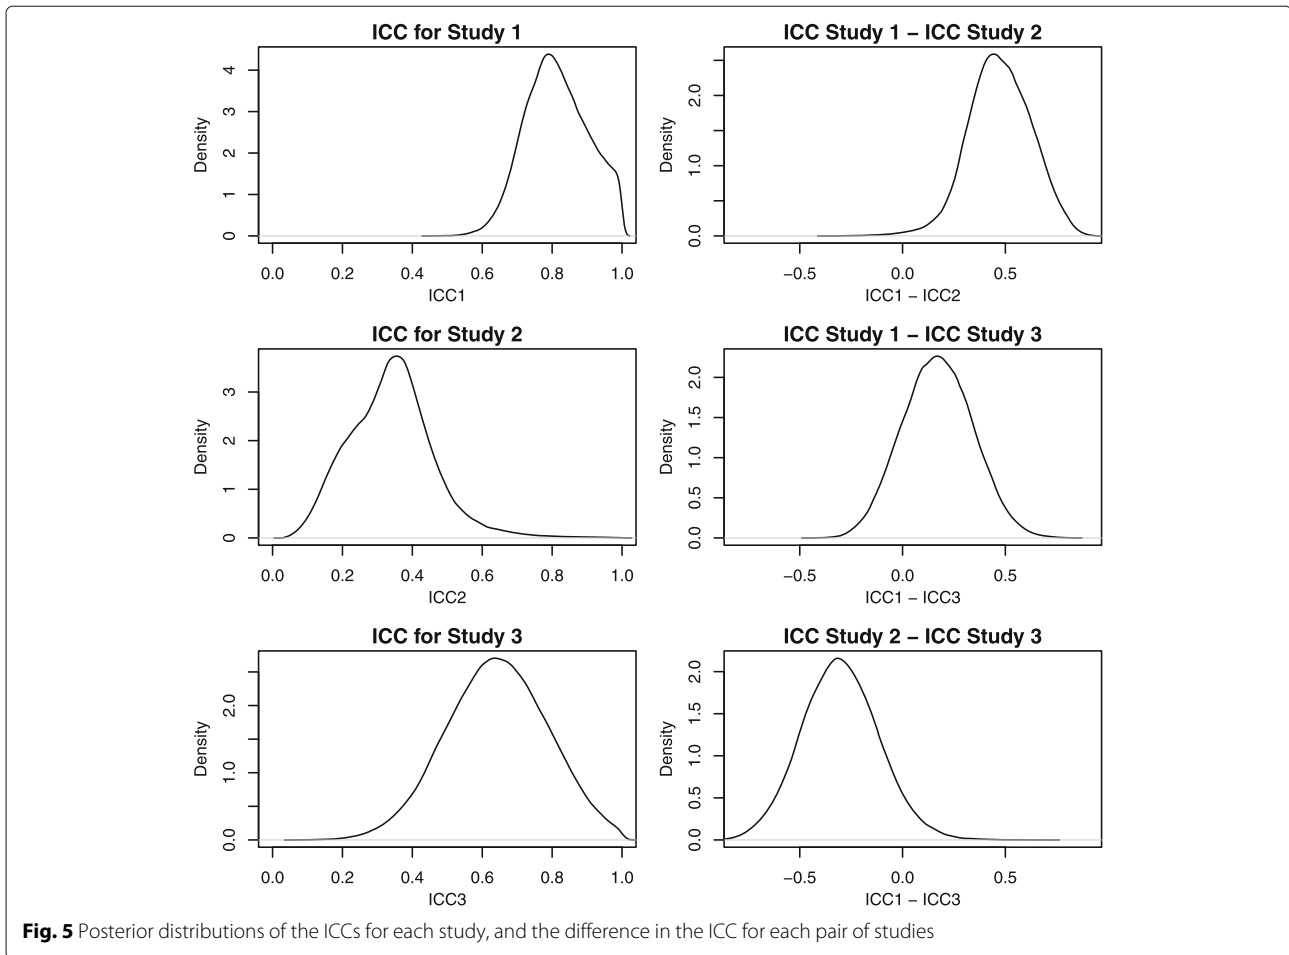 ICC for Study 1
Density
0 1 2 3 4
0.0 0.2 0.4 0.6 0.8 1.0
ICC1
ICC Study 1 – ICC Study 2
Density
0.0 1.0 2.0
−0.5 0.0 0.5
ICC1 – ICC2
ICC for Study 2
Density
0 1 2 3
0.0 0.2 0.4 0.6 0.8 1.0
ICC2
ICC Study 1 – ICC Study 3
Density
0.0 0.5 1.0 1.5 2.0
−0.5 0.0 0.5
ICC1 – ICC3
ICC for Study 3
Density
0.0 1.0 2.0
0.0 0.2 0.4 0.6 0.8 1.0
ICC3
ICC Study 2 – ICC Study 3
Density
0.0 0.5 1.0 1.5 2.0
−0.5 0.0 0.5
ICC1 – ICC3
Fig. 5 Posterior distributions of the ICCs for each study, and the difference in the ICC for each pair of studies